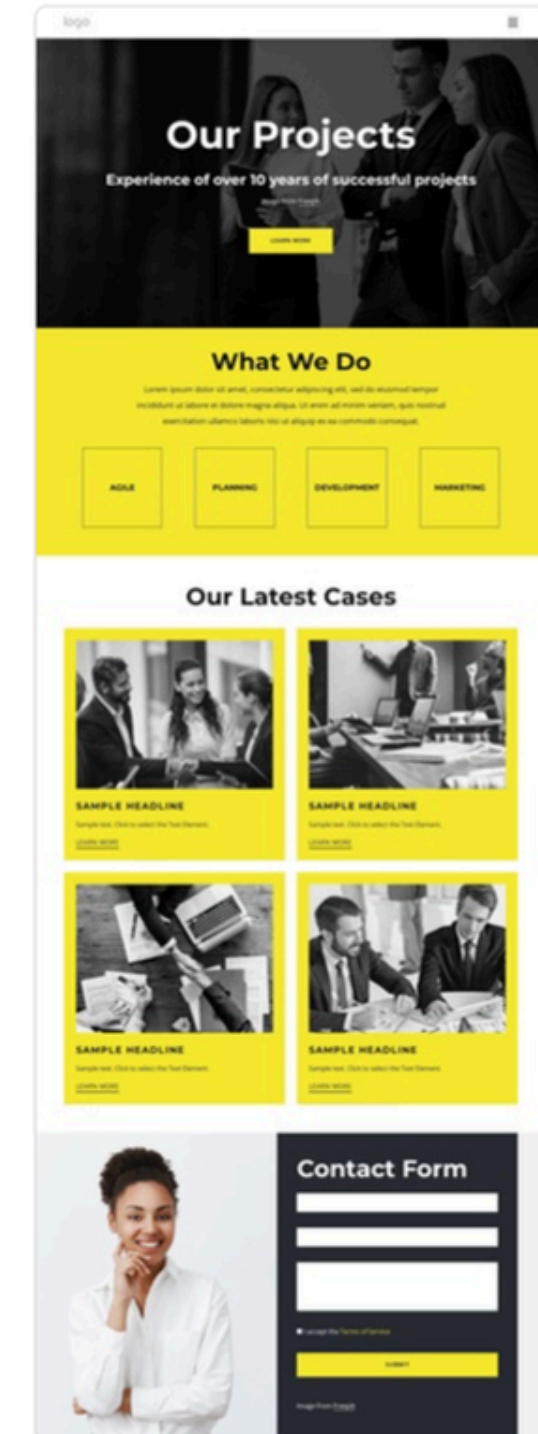 logo
Our Projects
Experience of over 10 years of successful projects
Image from Freepik
LEARN MORE
What We Do
Lorem ipsum dolor sit amet, consectetur adipiscing elit, sed do eiusmod tempor
incididunt ut labore et dolore magna aliqua. Ut enim ad minim veniam, quis nostrud
exercitation ullamco laboris nisi ut aliquip ex ea commodo consequat.
AGILE
PLANNING
DEVELOPMENT
MARKETING
Our Latest Cases
SAMPLE HEADLINE
Sample text. Click to select the Text Element.
LEARN MORE
SAMPLE HEADLINE
Sample text. Click to select the Text Element.
LEARN MORE
SAMPLE HEADLINE
Sample text. Click to select the Text Element.
LEARN MORE
SAMPLE HEADLINE
Sample text. Click to select the Text Element.
LEARN MORE
Contact Form
I accept the Terms of Service
SUBMIT
Image from Freepik